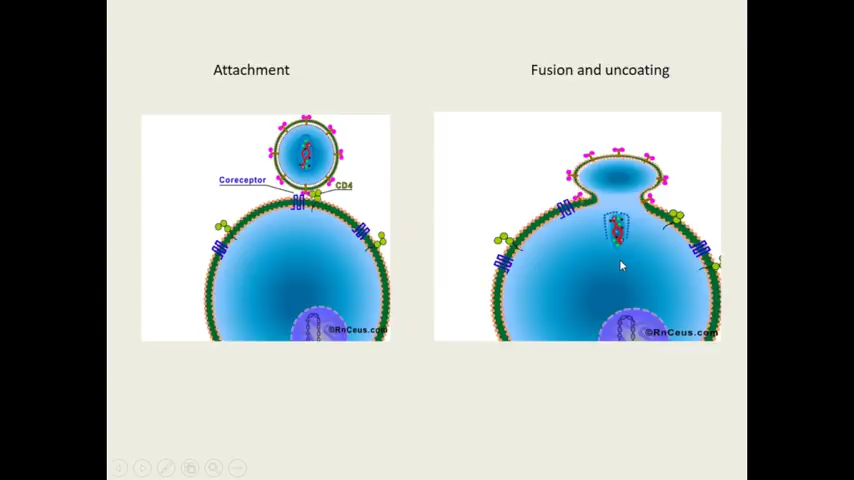 Attachment
Fusion and uncoating
Coreceptor
CD4
©RnCeus.com
©RnCeus.com